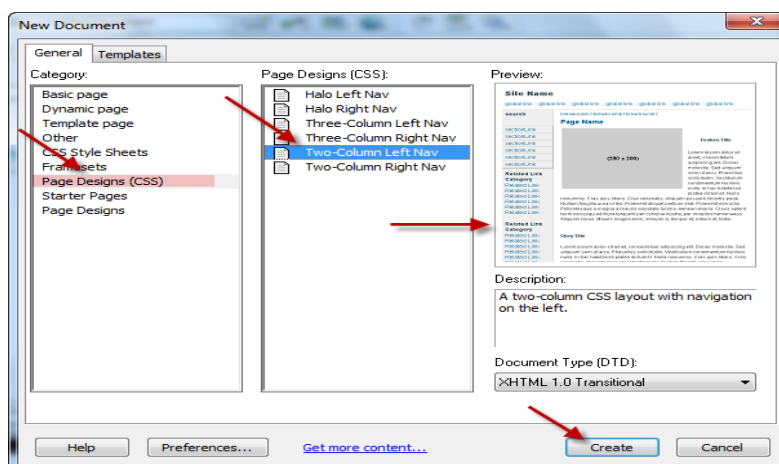 New Document
General Templates
Category:
Basic page
Dynamic page
Template page
Other
CSS Style Sheets
Framesets
Page Designs (CSS)
Starter Pages
Page Designs
Page Designs (CSS):
Halo Left Nav
Halo Right Nav
Three-Column Left Nav
Three-Column Right Nav
Two-Column Left Nav
Two-Column Right Nav
Preview:
Site Name
search
Page Name
Feature Title
(280 x 200)
Related Link
Category
Related Link
Category
Story Title
Description:
A two-column CSS layout with navigation
on the left.
Document Type (DTD):
XHTML 1.0 Transitional
Help Preferences... Get more content... Create Cancel